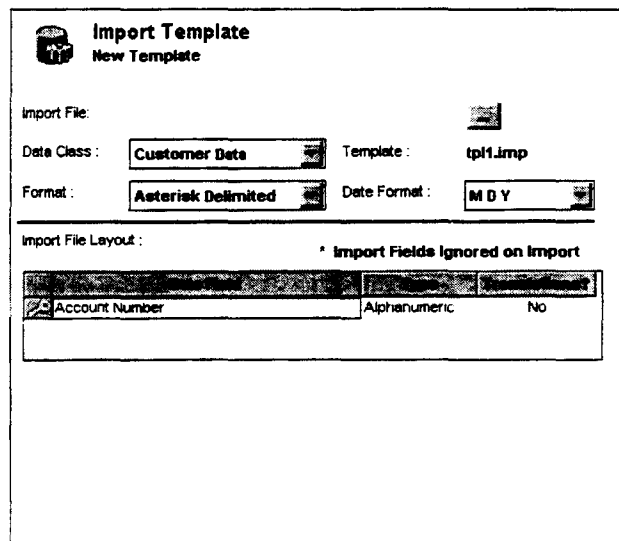 Import Template
New Template
Import File:
Data Class : Customer Data Template : tpl1.imp
Format : Asterisk Delimited Date Format : M D Y
Import File Layout :
* Import Fields Ignored on Import
Account Number Alphanumeric No